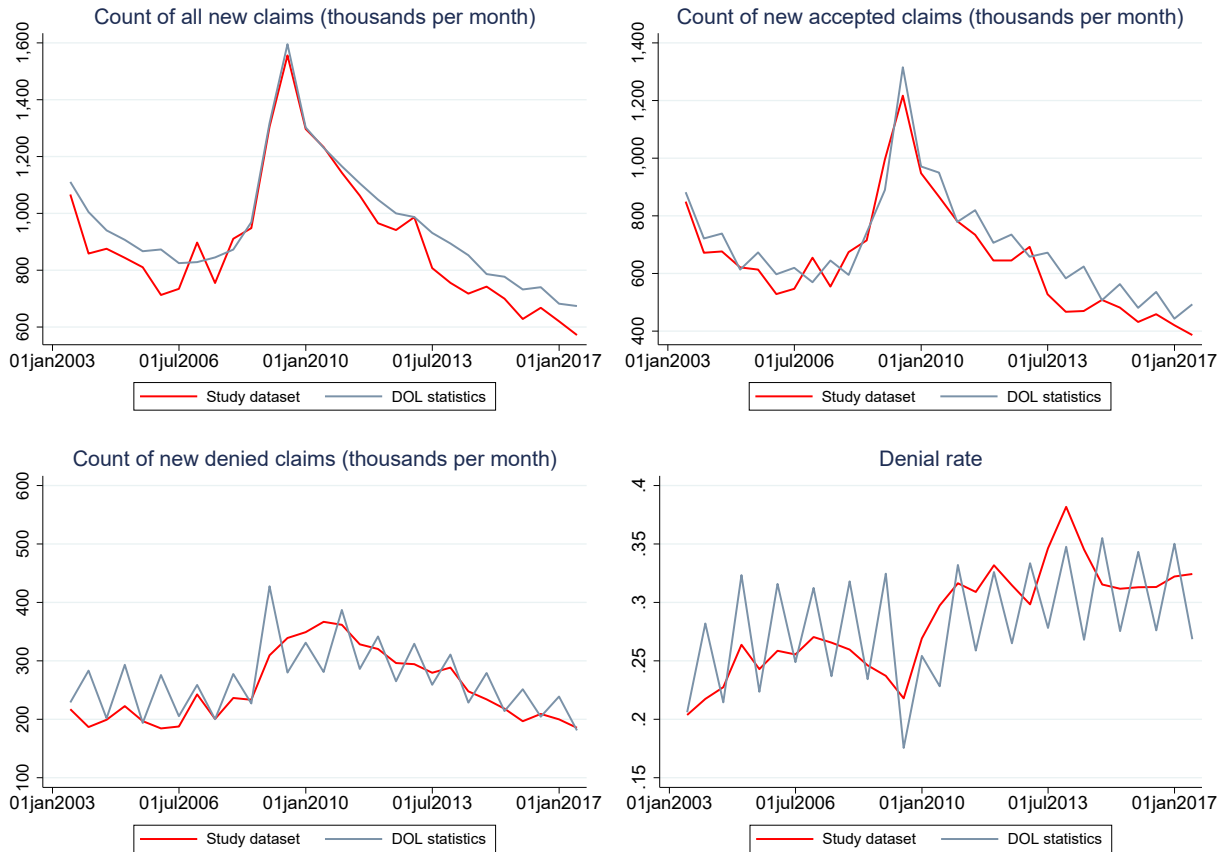 Count of all new claims (thousands per month)
1,600
1,400
1,200
1,000
800
600
01jan2003 01jul2006 01jan2010 01jul2013 01jan2017
Study dataset DOL statistics
Count of new accepted claims (thousands per month)
1,400
1,200
1,000
800
600
400
01jan2003 01jul2006 01jan2010 01jul2013 01jan2017
Study dataset DOL statistics
Count of new denied claims (thousands per month)
600
500
400
300
200
100
01jan2003 01jul2006 01jan2010 01jul2013 01jan2017
Study dataset DOL statistics
Denial rate
.4
.35
.3
.25
.2
.15
01jan2003 01jul2006 01jan2010 01jul2013 01jan2017
Study dataset DOL statistics